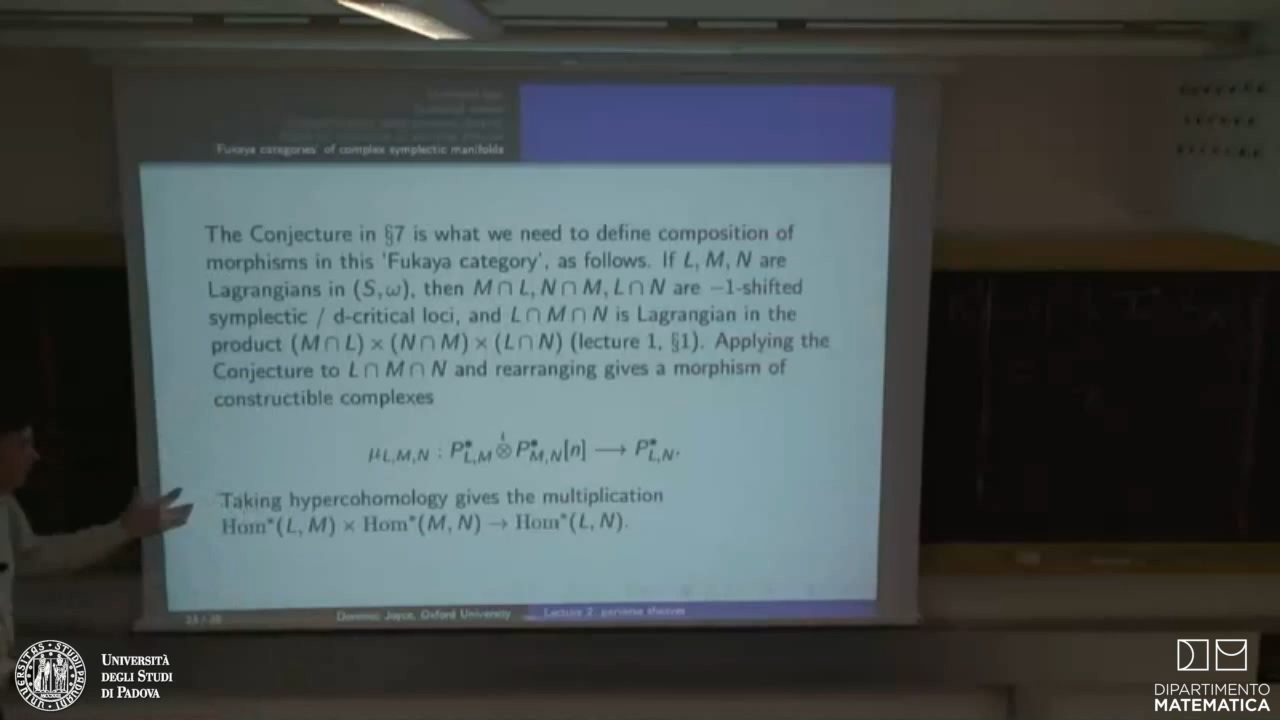 'Fukaya categories' of complex symplectic manifolds
The Conjecture in §7 is what we need to define composition of
morphisms in this 'Fukaya category', as follows. If L, M, N are
Lagrangians in (S, ω), then M ∩ L, N ∩ M, L ∩ N are −1-shifted
symplectic / d-critical loci, and L ∩ M ∩ N is Lagrangian in the
product (M ∩ L) × (N ∩ M) × (L ∩ N) (lecture 1, §1). Applying the
Conjecture to L ∩ M ∩ N and rearranging gives a morphism of
constructible complexes
μ_{L,M,N} : P^•_{L,M} ⊗^L P^•_{M,N}[n] ⟶ P^•_{L,N}.
Taking hypercohomology gives the multiplication
Hom*(L, M) × Hom*(M, N) → Hom*(L, N).
Dominic Joyce, Oxford University Lecture 2: perverse sheaves
UNIVERSITÀ
DEGLI STUDI
DI PADOVA
DIPARTIMENTO
MATEMATICA